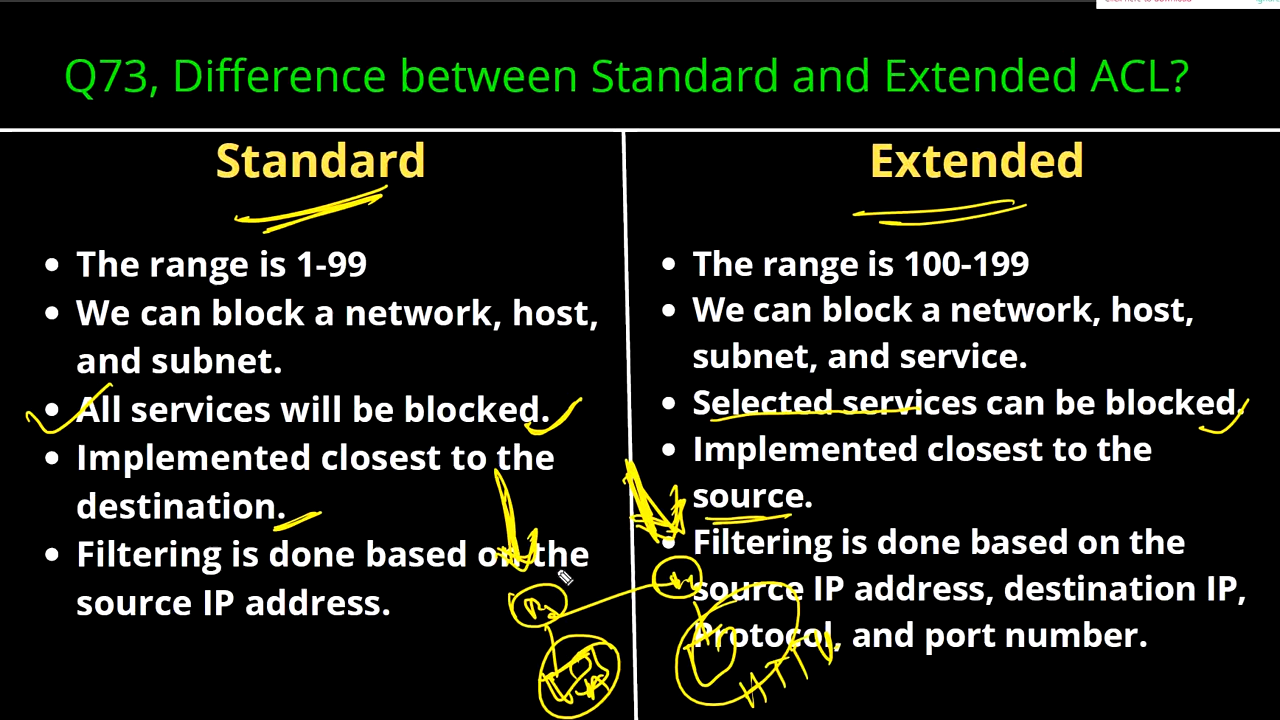 Q73, Difference between Standard and Extended ACL?
Standard
• The range is 1-99
• We can block a network, host,
and subnet.
• All services will be blocked.
• Implemented closest to the
destination.
• Filtering is done based on the
source IP address.
Extended
• The range is 100-199
• We can block a network, host,
subnet, and service.
• Selected services can be blocked.
• Implemented closest to the
source.
• Filtering is done based on the
source IP address, destination IP,
Protocol, and port number.